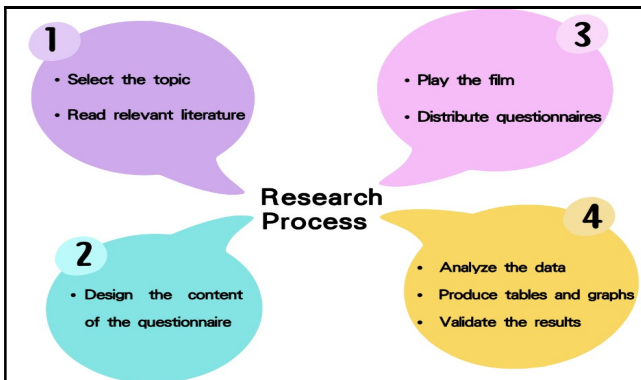 1
• Select the topic
• Read relevant literature
2
• Design the content
of the questionnaire
Research
Process
3
• Play the film
• Distribute questionnaires
4
• Analyze the data
• Produce tables and graphs
• Validate the results